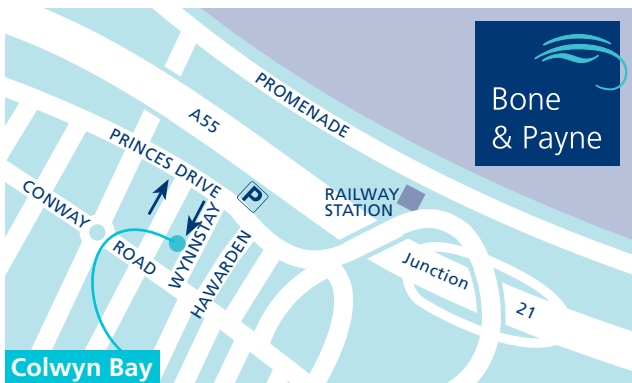 Bone
& Payne
PROMENADE
A55
PRINCES DRIVE
P
RAILWAY
STATION
CONWAY
ROAD
WYNNSTAY
HAWARDEN
Junction
21
Colwyn Bay